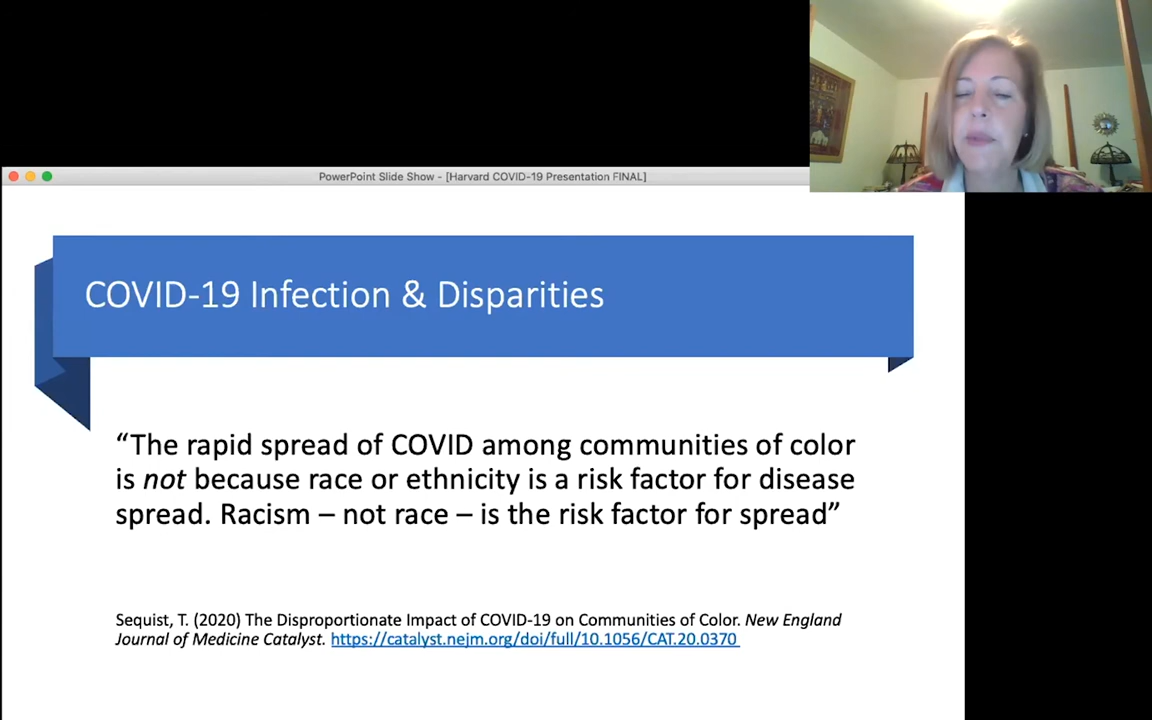 PowerPoint Slide Show - [Harvard COVID-19 Presentation FINAL]
COVID-19 Infection & Disparities
“The rapid spread of COVID among communities of color
is not because race or ethnicity is a risk factor for disease
spread. Racism – not race – is the risk factor for spread”
Sequist, T. (2020) The Disproportionate Impact of COVID-19 on Communities of Color. New England
Journal of Medicine Catalyst. https://catalyst.nejm.org/doi/full/10.1056/CAT.20.0370